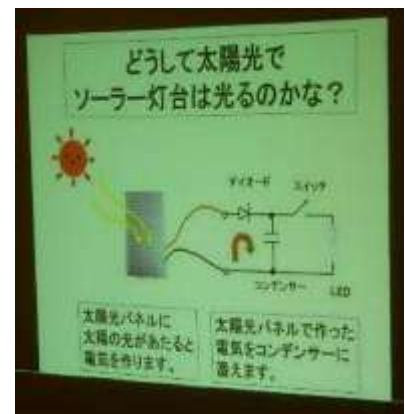 どうして太陽光で
ソーラー灯台は光るのかな？
ダイオード
スイッチ
コンデンサー
LED
太陽光パネルに
太陽の光があたると
電気を作ります。
太陽光パネルで作った
電気をコンデンサーに
蓄えます。